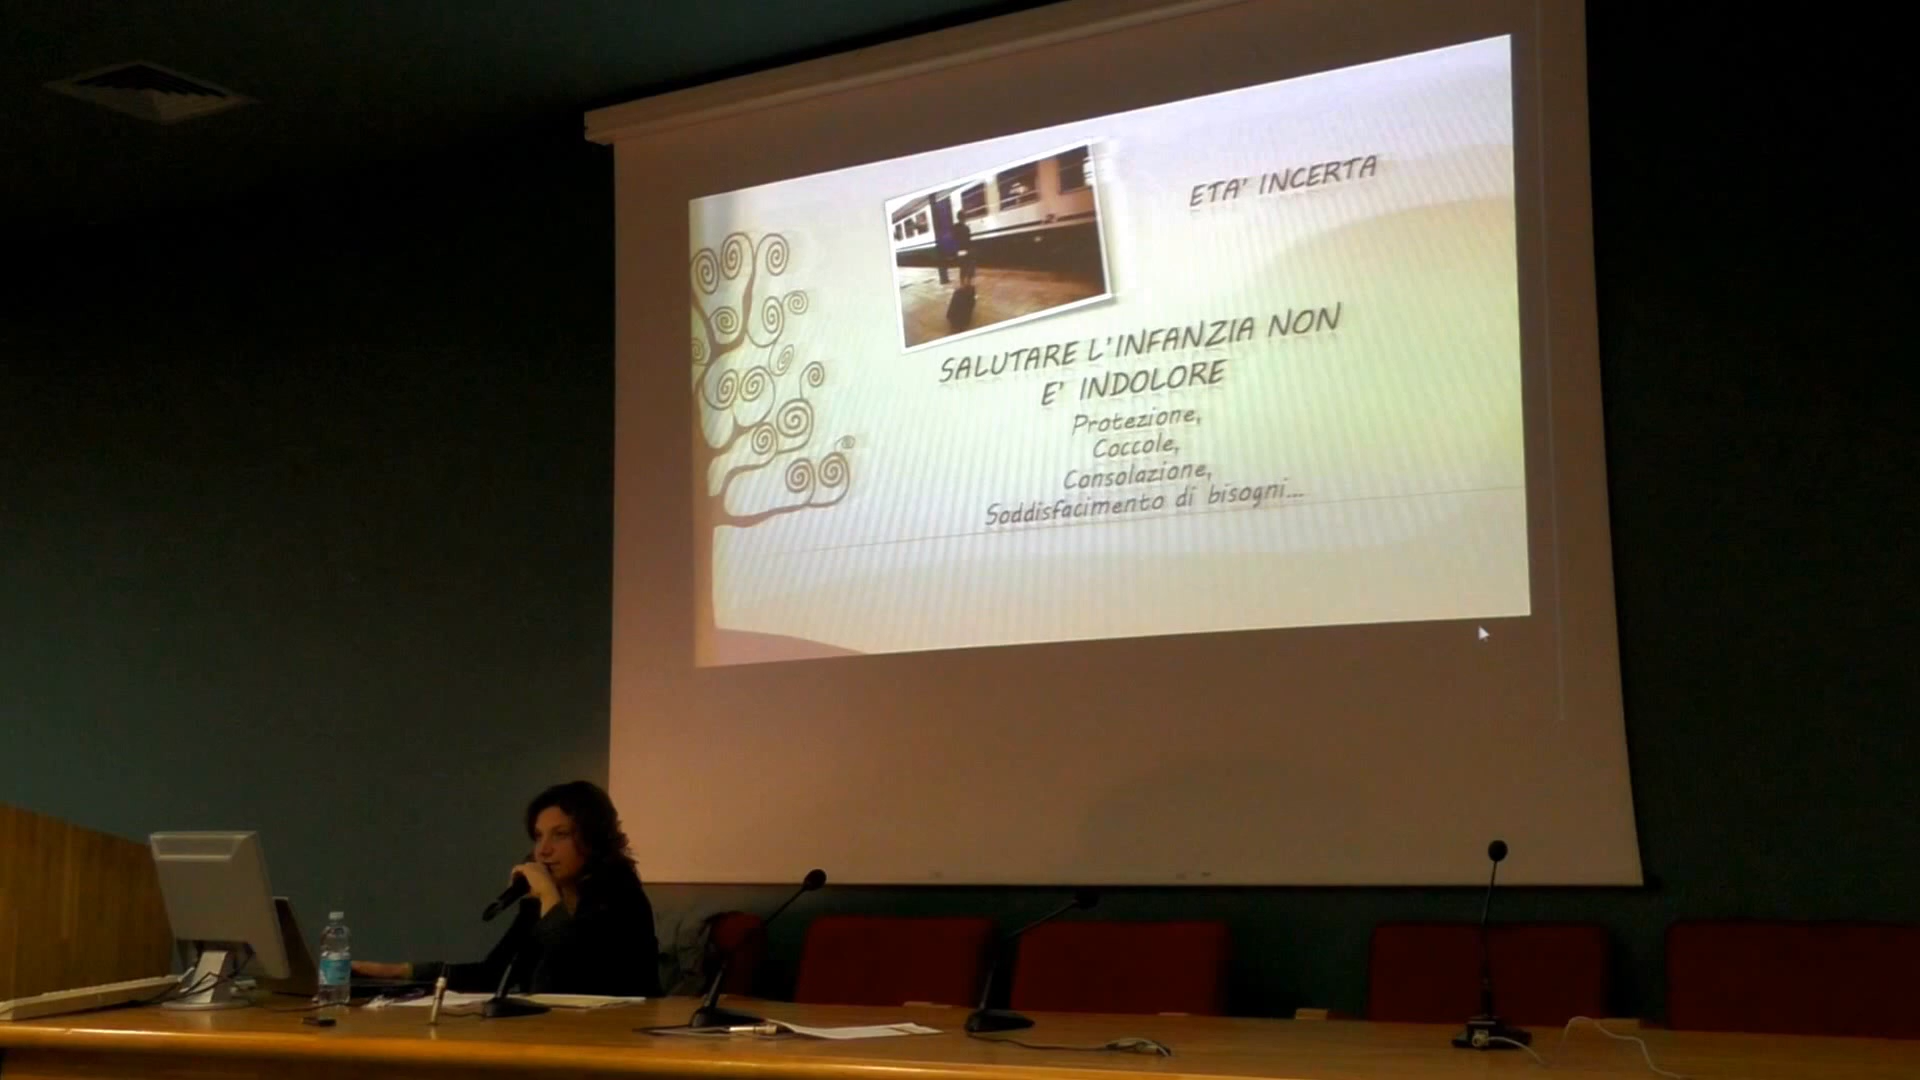 ETA' INCERTA
SALUTARE L'INFANZIA NON
E' INDOLORE
Protezione,
Coccole,
Consolazione,
Soddisfacimento di bisogni...